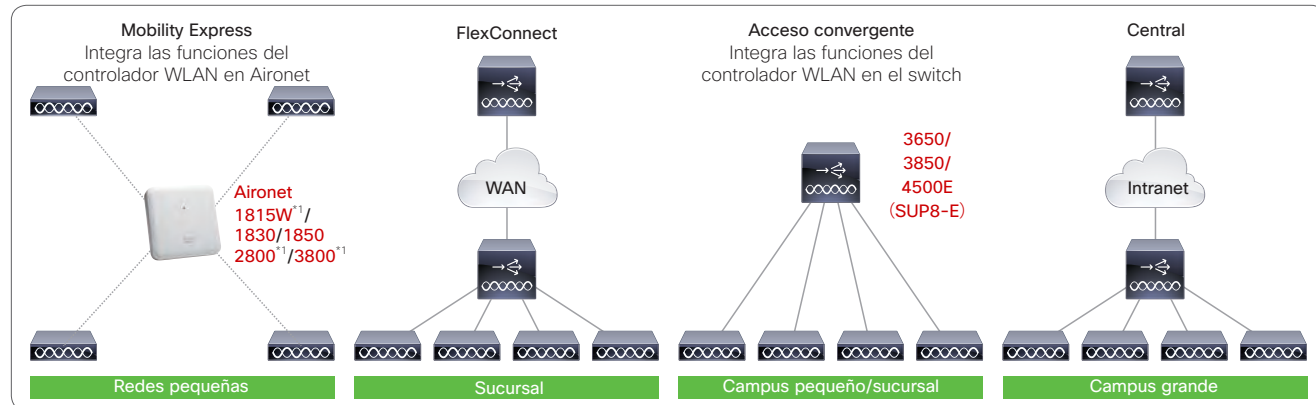 Mobility Express
Integra las funciones del
controlador WLAN en Aironet
Aironet
1815W*1/
1830/1850
2800*1/3800*1
Redes pequeñas
FlexConnect
WAN
Sucursal
Acceso convergente
Integra las funciones del
controlador WLAN en el switch
3650/
3850/
4500E
(SUP8-E)
Campus pequeño/sucursal
Central
Intranet
Campus grande